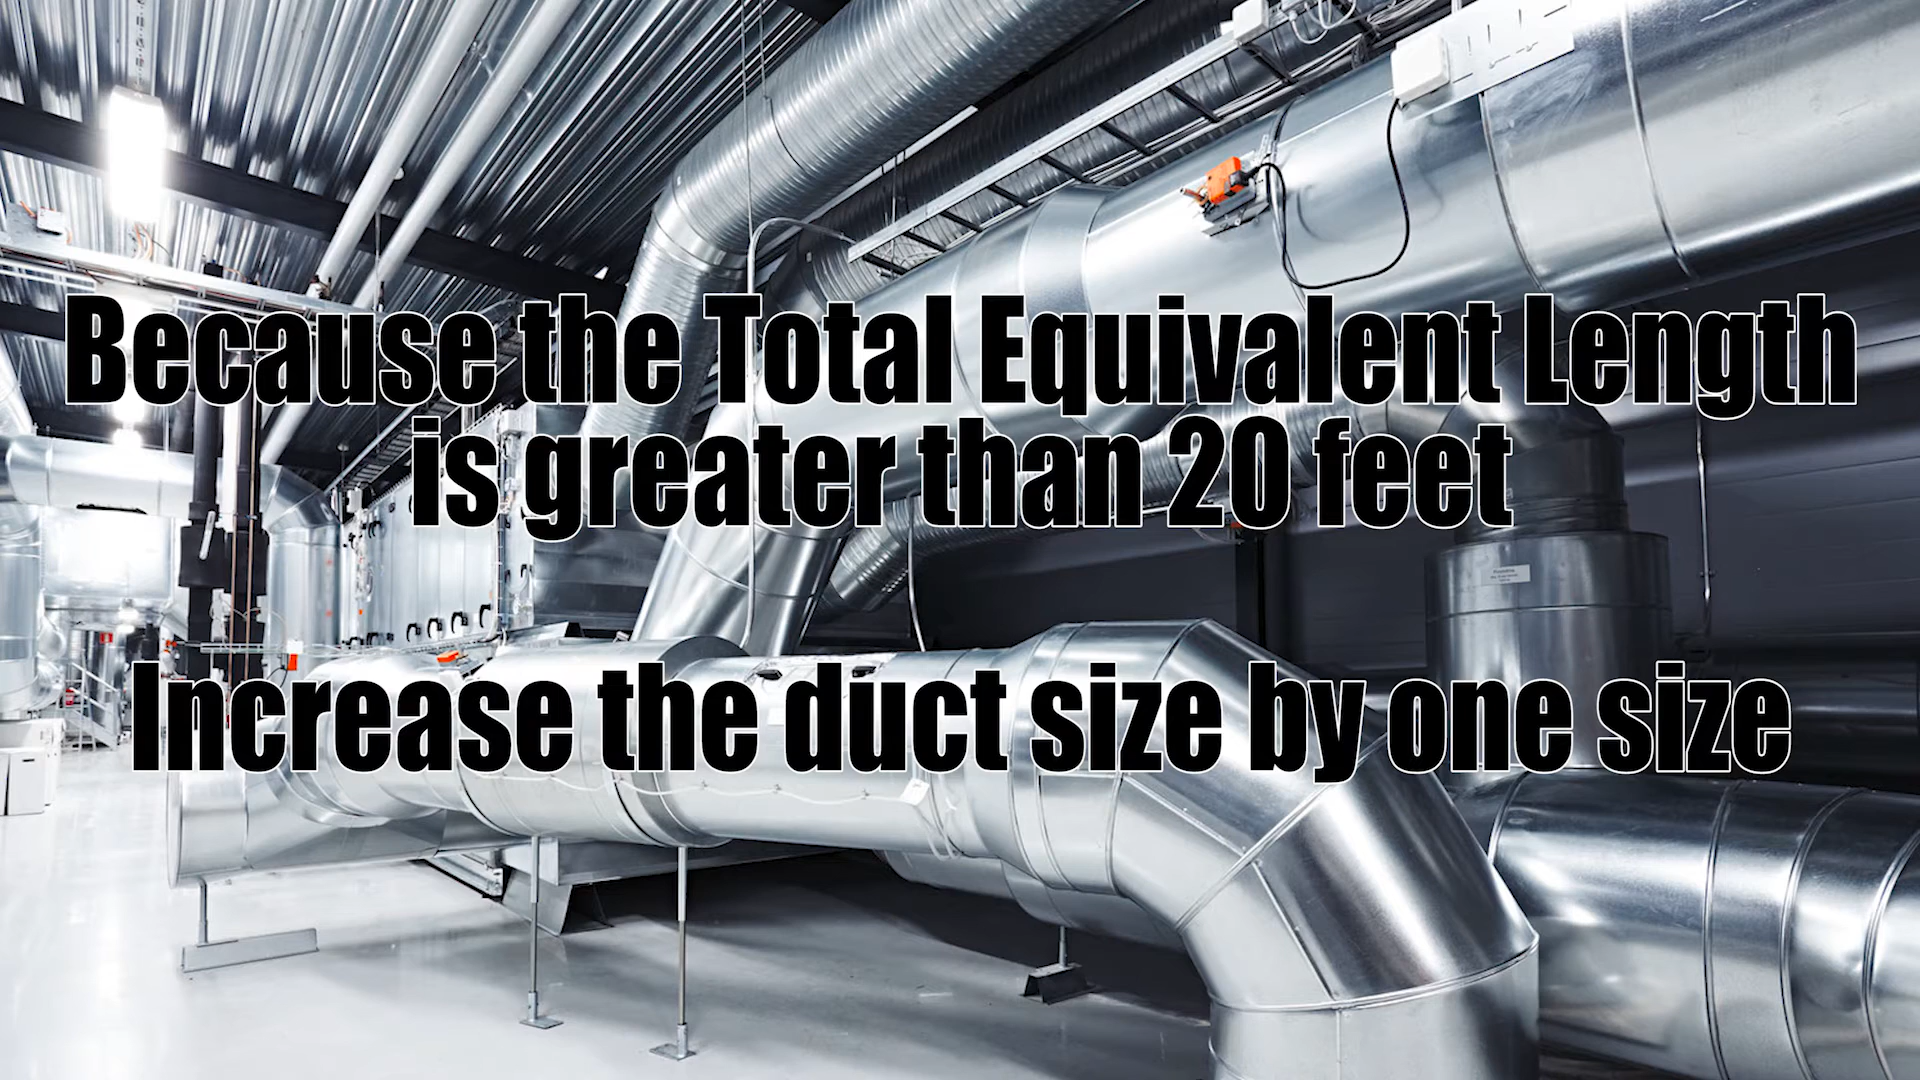 Because the Total Equivalent Length
is greater than 20 feet
Increase the duct size by one size